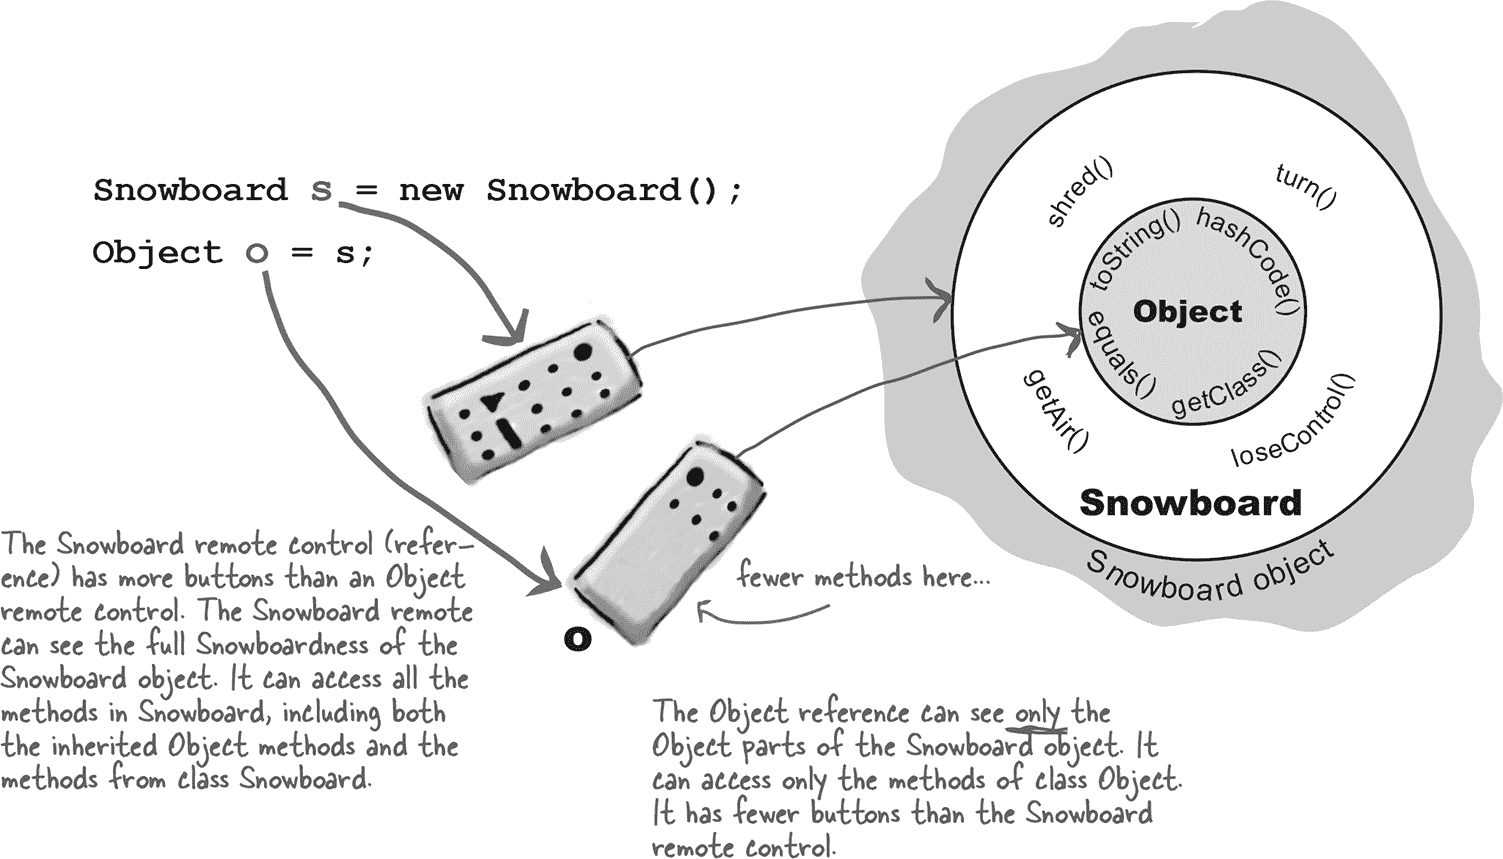 Snowboard s = new Snowboard();
Object o = s;
shred()
turn()
toString()
hashCode()
Object
equals()
getClass()
getAir()
loseControl()
Snowboard
Snowboard object
The Snowboard remote control (refer-
ence) has more buttons than an Object
remote control. The Snowboard remote
can see the full Snowboardness of the
Snowboard object. It can access all the
methods in Snowboard, including both
the inherited Object methods and the
methods from class Snowboard.
fewer methods here...
o
The Object reference can see only the
Object parts of the Snowboard object. It
can access only the methods of class Object.
It has fewer buttons than the Snowboard
remote control.